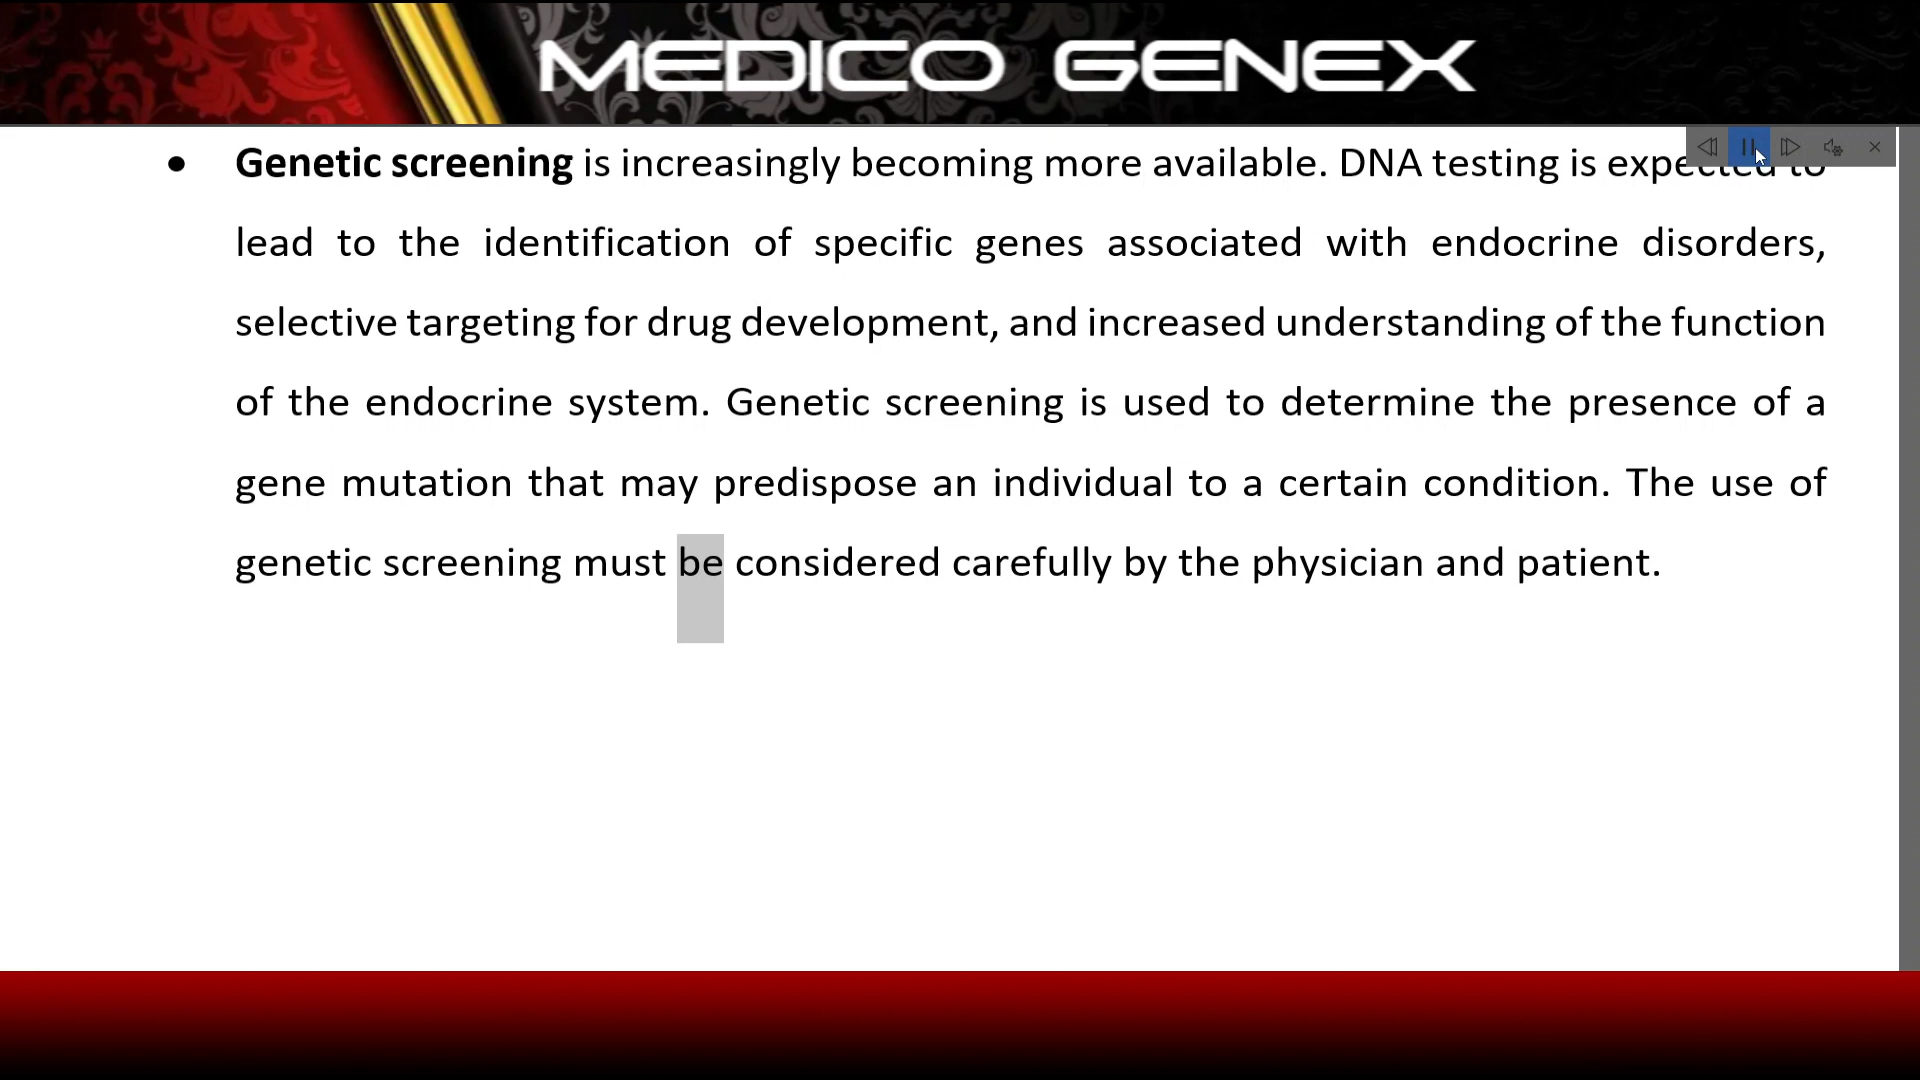 MEDICO GENEX
• Genetic screening is increasingly becoming more available. DNA testing is expected to
lead to the identification of specific genes associated with endocrine disorders,
selective targeting for drug development, and increased understanding of the function
of the endocrine system. Genetic screening is used to determine the presence of a
gene mutation that may predispose an individual to a certain condition. The use of
genetic screening must be considered carefully by the physician and patient.